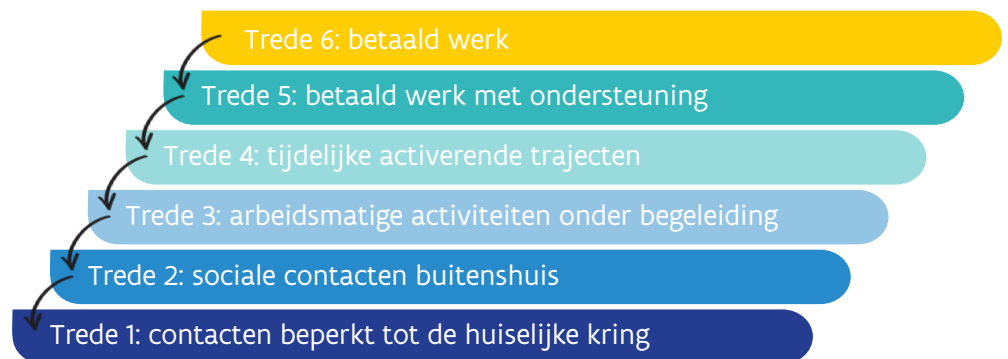 Trede 6: betaald werk
Trede 5: betaald werk met ondersteuning
Trede 4: tijdelijke activerende trajecten
Trede 3: arbeidsmatige activiteiten onder begeleiding
Trede 2: sociale contacten buitenshuis
Trede 1: contacten beperkt tot de huiselijke kring